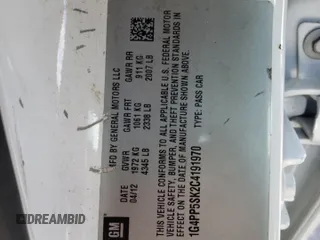 MFD BY GENERAL MOTORS LLC
DATE GVWR GAWR FRT GAWR RR
04/12 1972 KG 1061 KG 911 KG
4345 LB 2338 LB 2007 LB
THIS VEHICLE CONFORMS TO ALL APPLICABLE U.S. FEDERAL MOTOR
VEHICLE SAFETY, BUMPER, AND THEFT PREVENTION STANDARDS IN
EFFECT ON THE DATE OF MANUFACTURE SHOWN ABOVE.
1G4PP5SK2C4191970 TYPE: PASS CAR
GM
© AUTOBIDMASTER